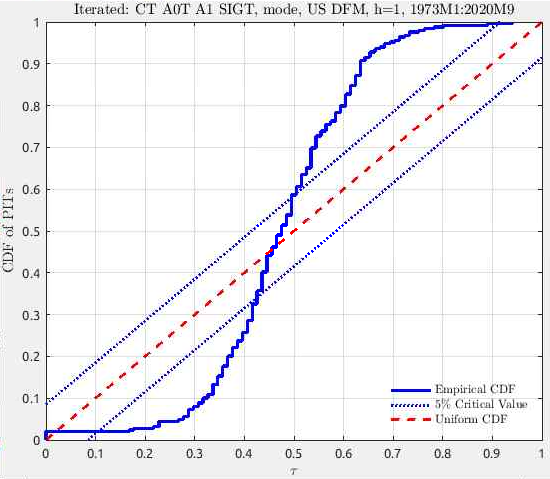 Iterated: CT A0T A1 SIGT, mode, US DFM, h=1, 1973M1:2020M9
CDF of PITs
1
0.9
0.8
0.7
0.6
0.5
0.4
0.3
0.2
0.1
0
0 0.1 0.2 0.3 0.4 0.5 0.6 0.7 0.8 0.9 1
τ
Empirical CDF
5% Critical Value
Uniform CDF